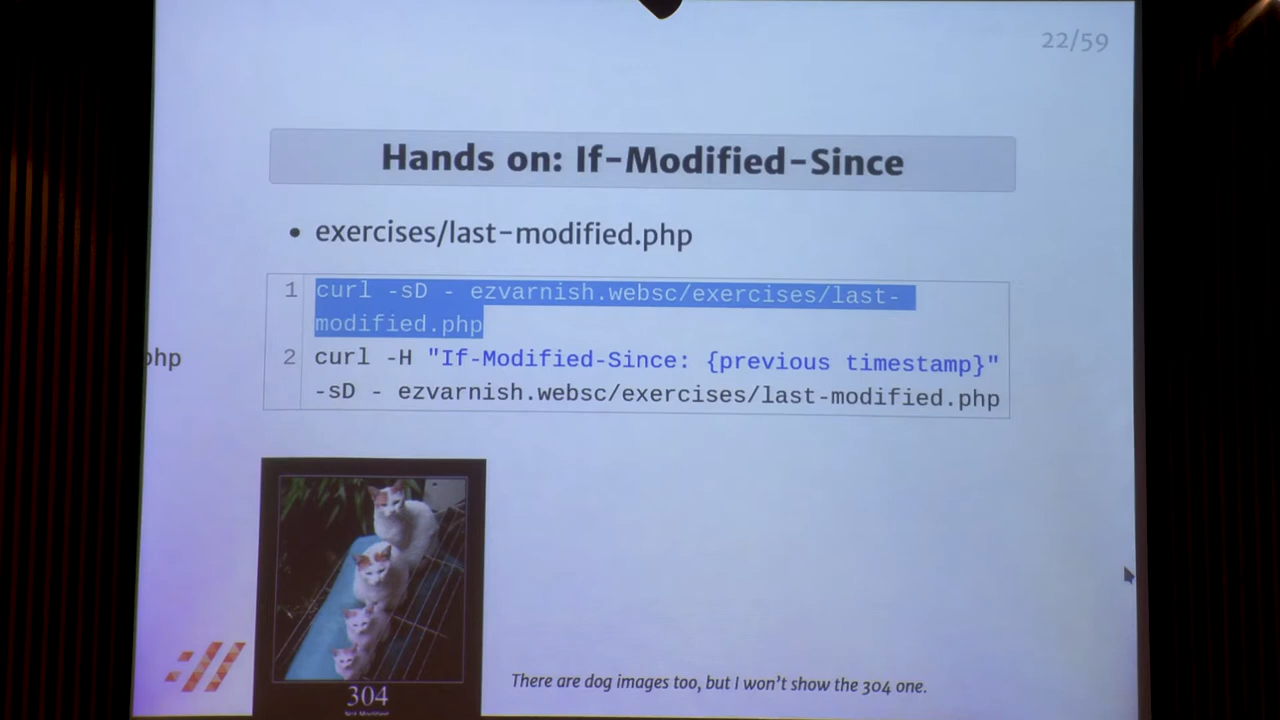 22/59
Hands on: If-Modified-Since
• exercises/last-modified.php
1 curl -sD - ezvarnish.websc/exercises/last-
modified.php
php
2 curl -H "If-Modified-Since: {previous timestamp}"
-sD - ezvarnish.websc/exercises/last-modified.php
304
Not Modified
There are dog images too, but I won't show the 304 one.